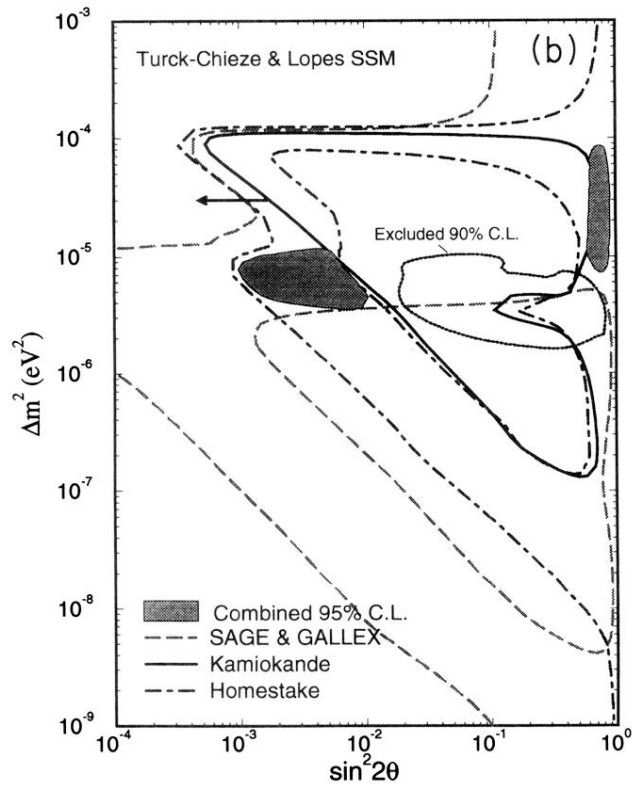 Turck-Chieze & Lopes SSM
(b)
Excluded 90% C.L.
Combined 95% C.L.
SAGE & GALLEX
Kamiokande
Homestake
Δm² (eV²)
10⁻³
10⁻⁴
10⁻⁵
10⁻⁶
10⁻⁷
10⁻⁸
10⁻⁹
10⁻⁴
10⁻³
10⁻²
10⁻¹
10⁰
sin²2θ